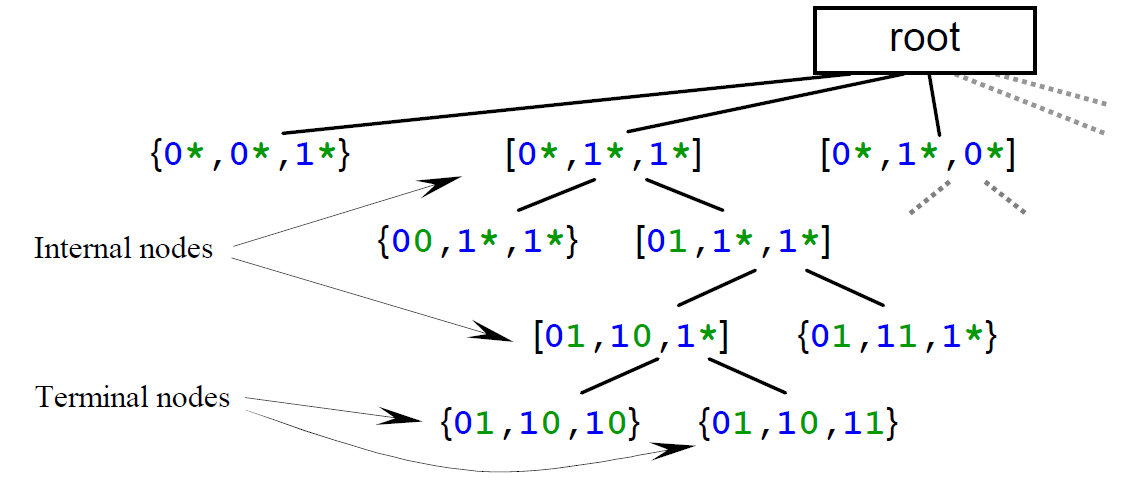 root
{0*,0*,1*} [0*,1*,1*] [0*,1*,0*]
Internal nodes {00,1*,1*} [01,1*,1*]
[01,10,1*] {01,11,1*}
Terminal nodes {01,10,10} {01,10,11}